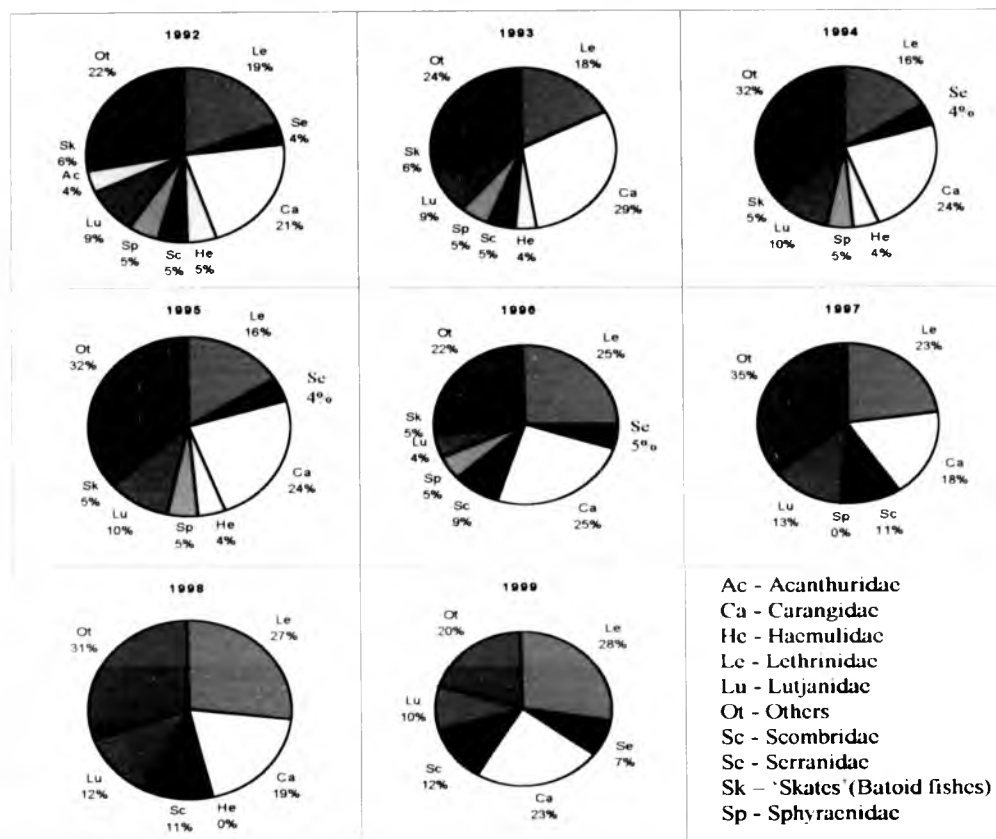 1992
Ot
22%
Le
19%
Se
4%
Ca
21%
He
5%
Sc
5%
Sp
5%
Lu
9%
Ac
4%
Sk
6%
1993
Ot
24%
Le
18%
Ca
29%
He
4%
Sc
5%
Sp
5%
Lu
9%
Sk
6%
1994
Ot
32%
Le
16%
Se
4%
Ca
24%
He
4%
Sp
5%
Lu
10%
Sk
5%
1995
Ot
32%
Le
16%
Se
4%
Ca
24%
He
4%
Sp
5%
Lu
10%
Sk
5%
1996
Ot
22%
Le
25%
Se
5%
Ca
25%
Sc
9%
Sp
5%
Lu
4%
Sk
5%
1997
Ot
35%
Le
23%
Ca
18%
Sc
11%
Sp
0%
Lu
13%
1998
Ot
31%
Le
27%
Ca
19%
He
0%
Sc
11%
Lu
12%
1999
Ot
20%
Le
28%
Se
7%
Ca
23%
Sc
12%
Lu
10%
Ac - Acanthuridae
Ca - Carangidae
He - Haemulidae
Le - Lethrinidae
Lu - Lutjanidae
Ot - Others
Sc - Scombridae
Se - Serranidae
Sk – 'Skates' (Batoid fishes)
Sp - Sphyraenidae